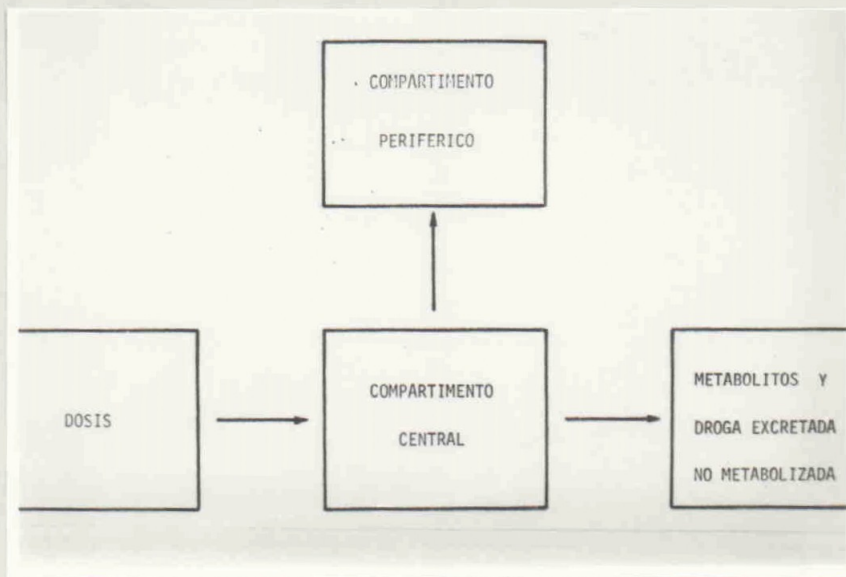 COMPARTIMENTO
PERIFERICO
DOSIS
COMPARTIMENTO
CENTRAL
METABOLITOS Y
DROGA EXCRETADA
NO METABOLIZADA